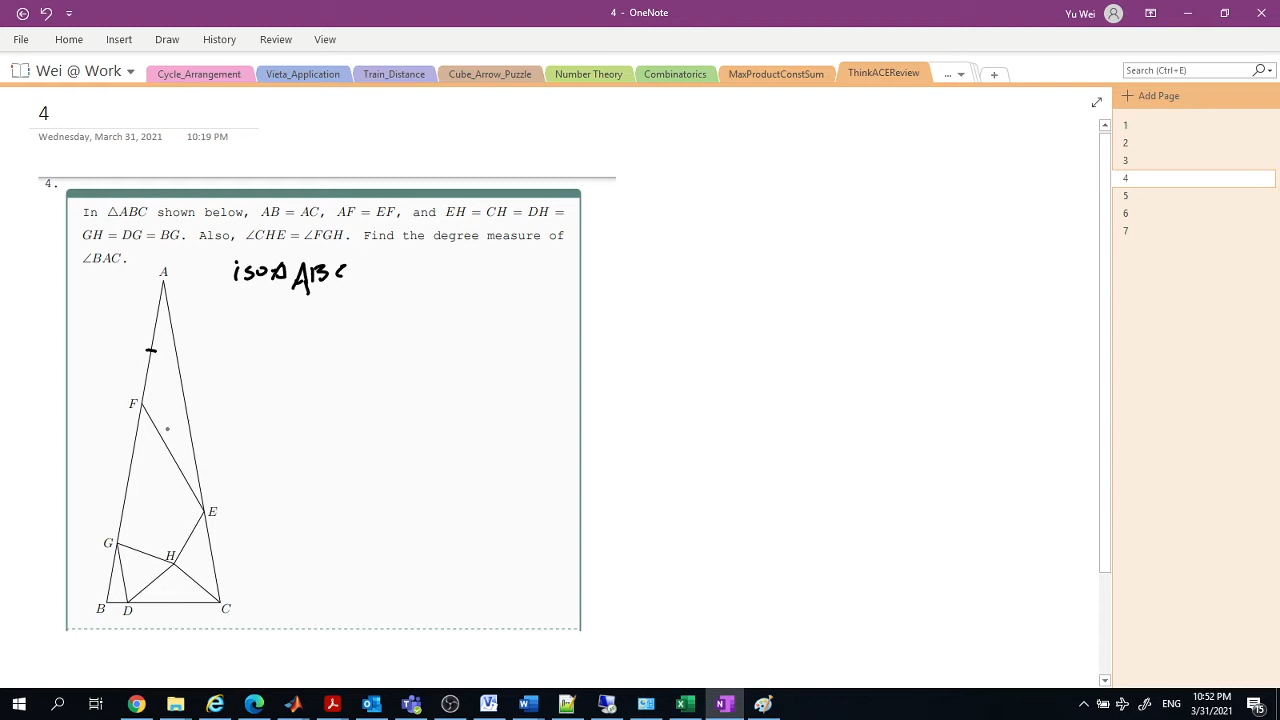 4 - OneNote
Yu Wei
File Home Insert Draw History Review View
Wei @ Work
Cycle_Arrangement Vieta_Application Train_Distance Cube_Arrow_Puzzle Number Theory Combinatorics MaxProductConstSum ThinkACEReview ...
Search (Ctrl+E)
Add Page
4
Wednesday, March 31, 2021 10:19 PM
1
2
3
4
5
6
7
4.
In △ABC shown below, AB = AC, AF = EF, and EH = CH = DH =
GH = DG = BG. Also, ∠CHE = ∠FGH. Find the degree measure of
∠BAC.
iso△ ABC
A
F
E
G
H
B D C
ENG
10:52 PM
3/31/2021
15